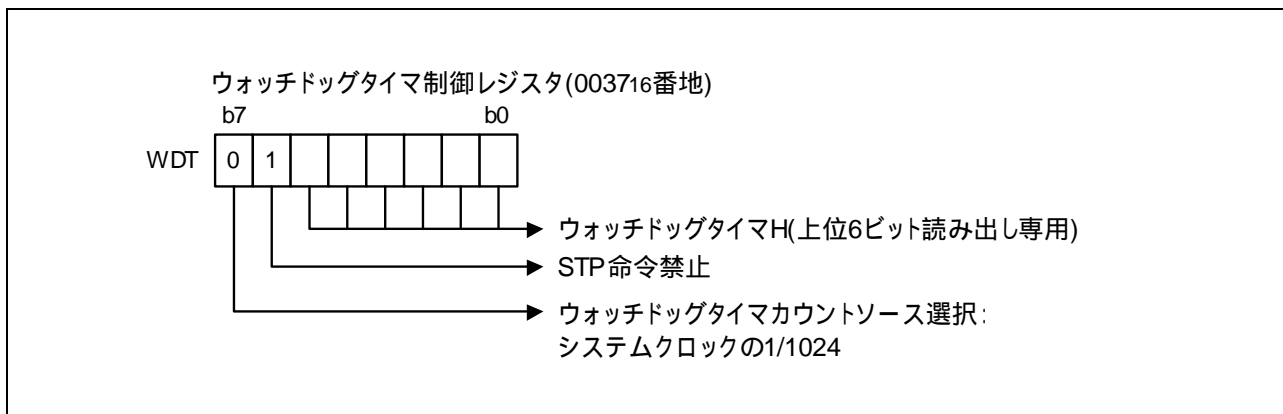 ウォッチドッグタイマ制御レジスタ(003716番地)
b7 b0
WDT 0 1
ウォッチドッグタイマH(上位6ビット読み出し専用)
STP命令禁止
ウォッチドッグタイマカウントソース選択:
システムクロックの1/1024